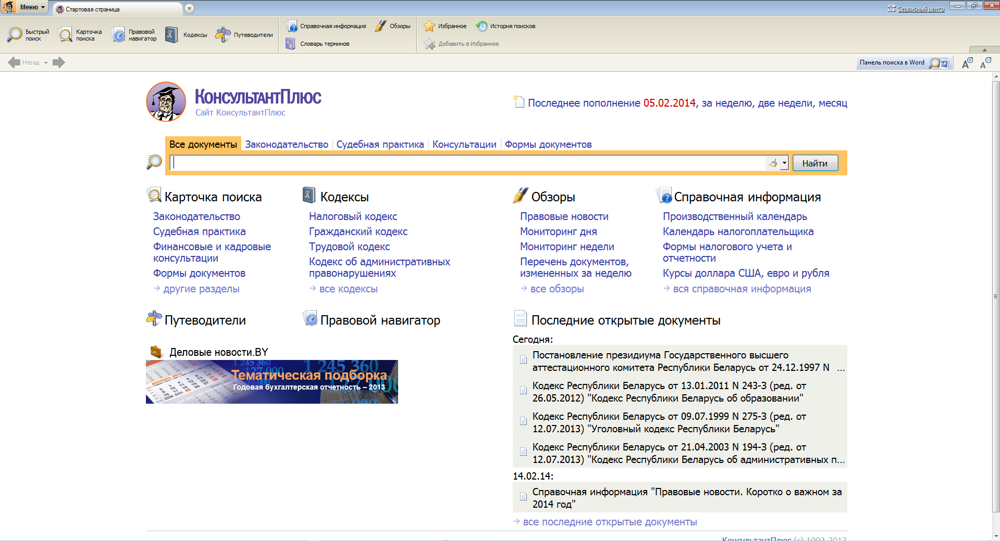 Меню
Стартовая страница
Сервисный центр
Быстрый
поиск
Карточка
поиска
Правовой
навигатор
Кодексы
Путеводители
Справочная информация
Обзоры
Словарь терминов
Избранное
История поисков
Добавить в Избранное
Назад
Панель поиска в Word
КонсультантПлюс
Сайт КонсультантПлюс
Последнее пополнение 05.02.2014, за неделю, две недели, месяц
Все документы Законодательство Судебная практика Консультации Формы документов
Найти
Карточка поиска
Законодательство
Судебная практика
Финансовые и кадровые
консультации
Формы документов
другие разделы
Кодексы
Налоговый кодекс
Гражданский кодекс
Трудовой кодекс
Кодекс об административных
правонарушениях
все кодексы
Обзоры
Правовые новости
Мониторинг дня
Мониторинг недели
Перечень документов,
измененных за неделю
все обзоры
Справочная информация
Производственный календарь
Календарь налогоплательщика
Формы налогового учета и
отчетности
Курсы доллара США, евро и рубля
вся справочная информация
Путеводители
Правовой навигатор
Деловые новости.BY
1 245 360
1 245 360
127 000
ДЕКАБРЬ 2013
Тематическая подборка
Годовая бухгалтерская отчетность – 2013
Последние открытые документы
Сегодня:
Постановление президиума Государственного высшего
аттестационного комитета Республики Беларусь от 24.12.1997 N ...
Кодекс Республики Беларусь от 13.01.2011 N 243-З (ред. от
26.05.2012) "Кодекс Республики Беларусь об образовании"
Кодекс Республики Беларусь от 09.07.1999 N 275-З (ред. от
12.07.2013) "Уголовный кодекс Республики Беларусь"
Кодекс Республики Беларусь от 21.04.2003 N 194-З (ред. от
12.07.2013) "Кодекс Республики Беларусь об административных п...
14.02.14:
Справочная информация "Правовые новости. Коротко о важном за
2014 год"
все последние открытые документы
КонсультантПлюс (c) 1992-2013